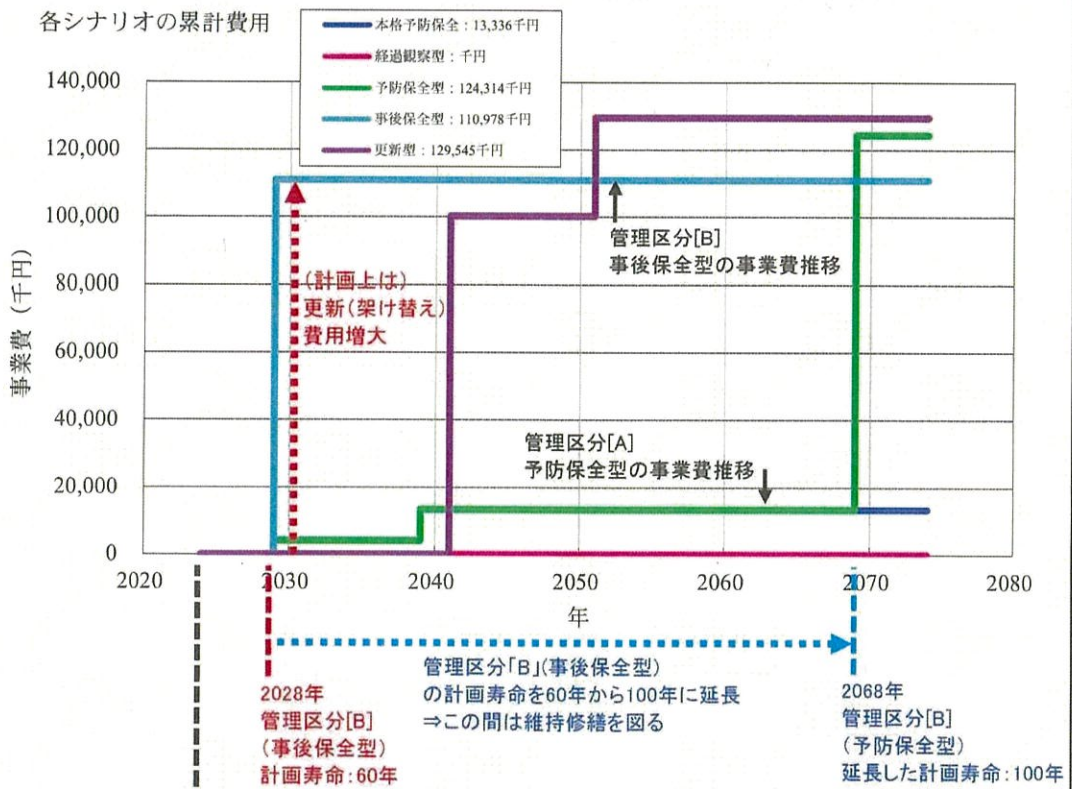 各シナリオの累計費用
本格予防保全：13,336千円
経過観察型：千円
予防保全型：124,314千円
事後保全型：110,978千円
更新型：129,545千円
事業費（千円）
140,000
120,000
100,000
80,000
60,000
40,000
20,000
0
(計画上は)
更新(架け替え)
費用増大
管理区分[B]
事後保全型の事業費推移
管理区分[A]
予防保全型の事業費推移
2020
2030
2040
2050
2060
2070
2080
年
管理区分「B」(事後保全型)
の計画寿命を60年から100年に延長
⇒この間は維持修繕を図る
2028年
管理区分[B]
(事後保全型)
計画寿命:60年
2068年
管理区分[B]
(予防保全型)
延長した計画寿命:100年